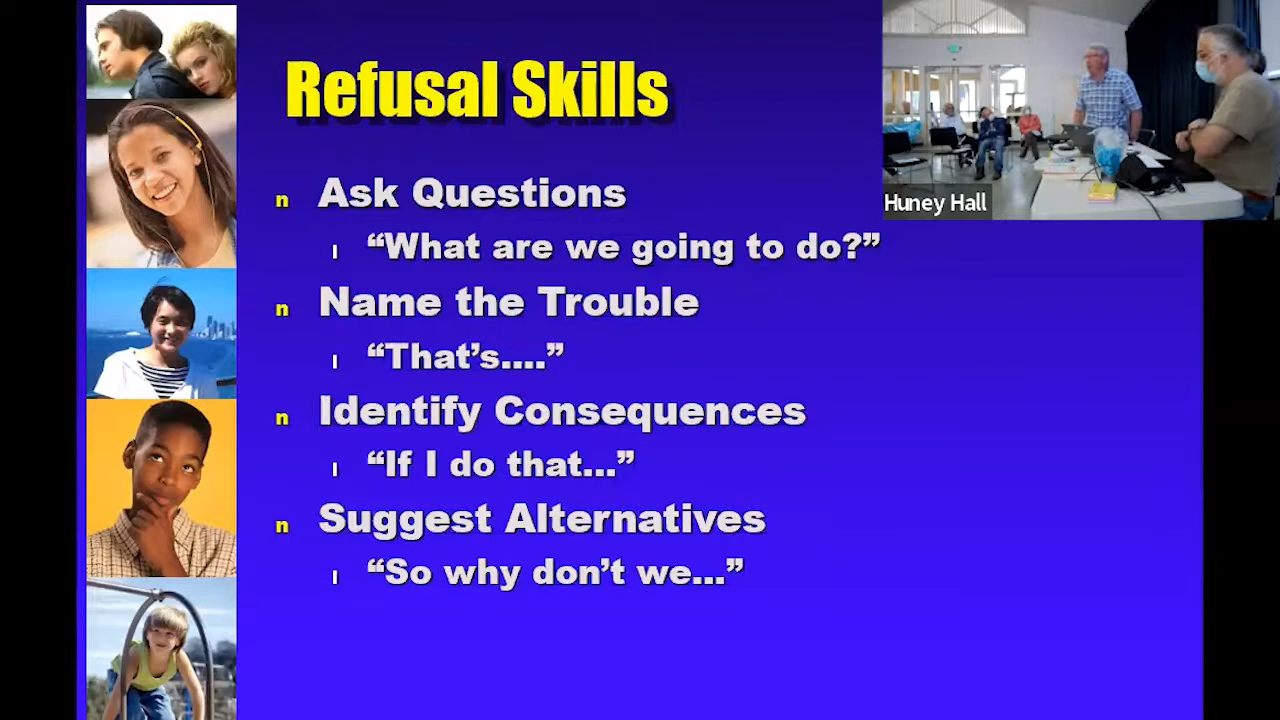 Refusal Skills
n Ask Questions
l “What are we going to do?”
n Name the Trouble
l “That’s....”
n Identify Consequences
l “If I do that...”
n Suggest Alternatives
l “So why don’t we...”
Huney Hall